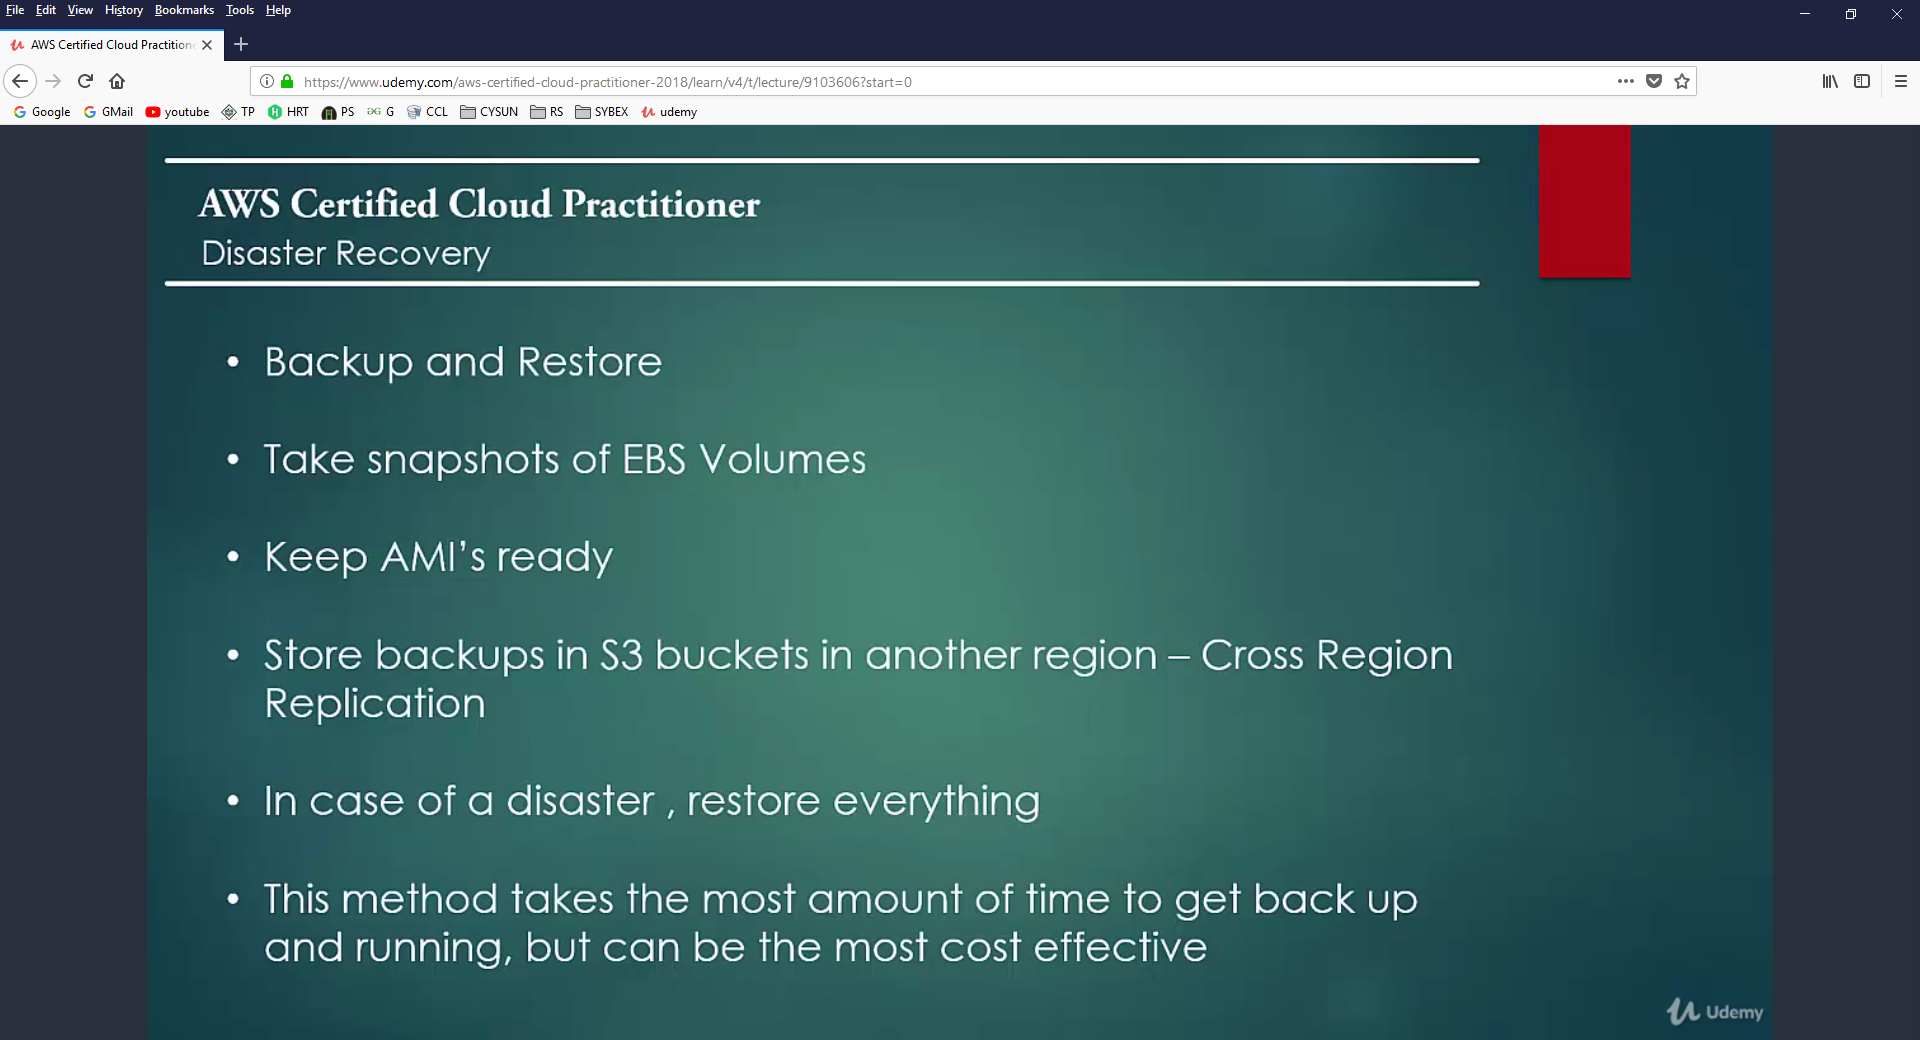 File Edit View History Bookmarks Tools Help
AWS Certified Cloud Practition
https://www.udemy.com/aws-certified-cloud-practitioner-2018/learn/v4/t/lecture/9103606?start=0
Google GMail youtube TP HRT PS G CCL CYSUN RS SYBEX udemy
AWS Certified Cloud Practitioner
Disaster Recovery
• Backup and Restore
• Take snapshots of EBS Volumes
• Keep AMI’s ready
• Store backups in S3 buckets in another region – Cross Region
Replication
• In case of a disaster , restore everything
• This method takes the most amount of time to get back up
and running, but can be the most cost effective
Udemy